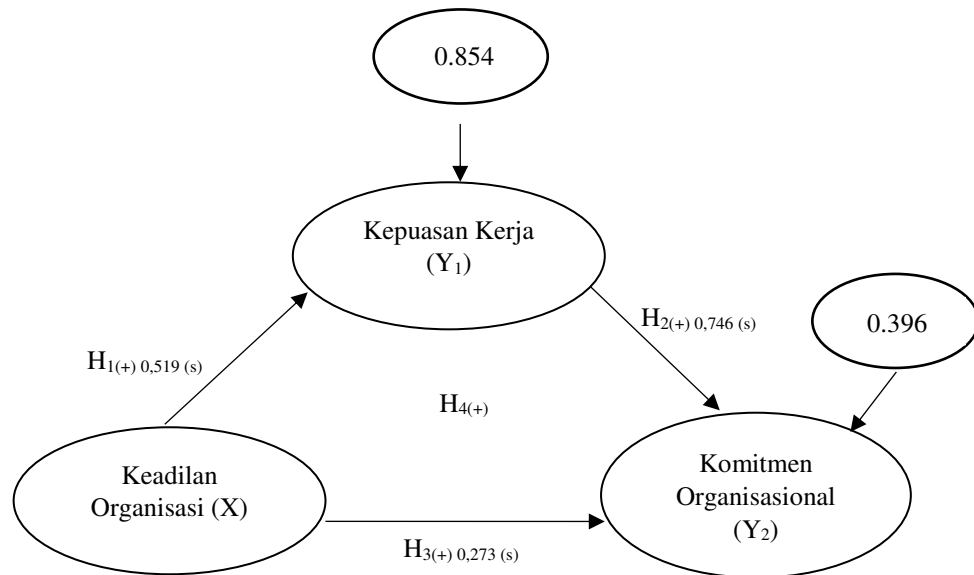 0.854
Kepuasan Kerja
(Y₁)
H₂(+) 0,746 (s)
0.396
H₁(+) 0,519 (s)
H₄(+)
Keadilan
Organisasi (X)
Komitmen
Organisasional
(Y₂)
H₃(+) 0,273 (s)